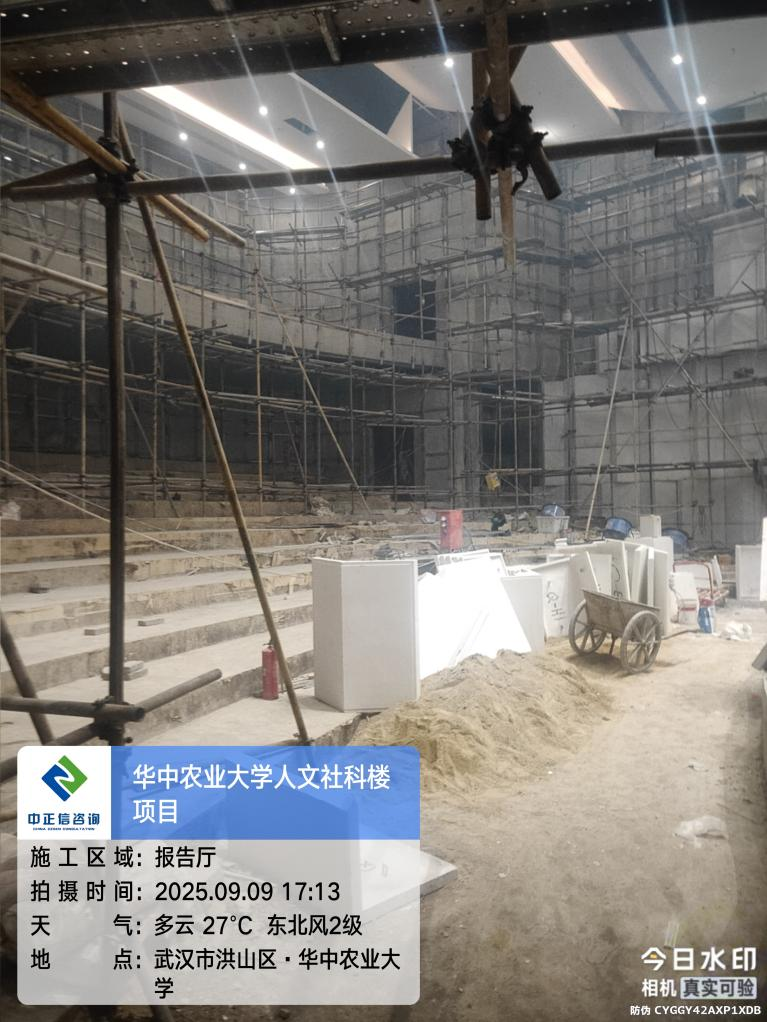 华中农业大学人文社科楼
项目
中正信咨询
施工区域：报告厅
拍摄时间：2025.09.09 17:13
天气：多云 27℃ 东北风2级
地点：武汉市洪山区·华中农业大
学
今日水印
相机 真实可验
防伪 CYGGY42AXP1XDB